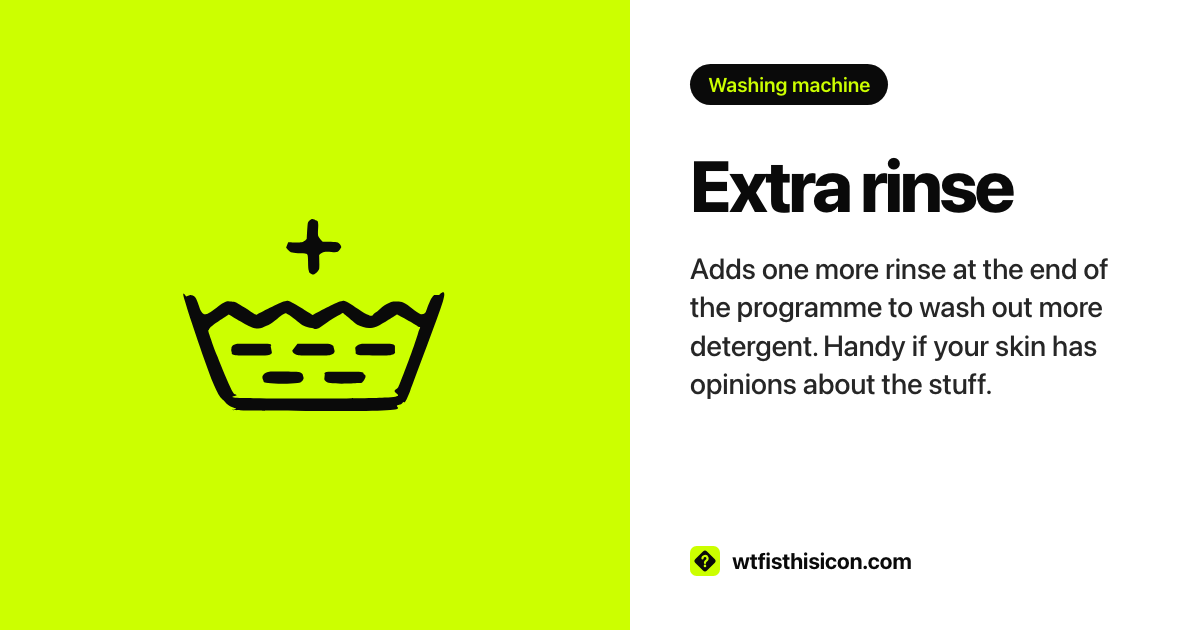 Washing machine
Extra rinse
Adds one more rinse at the end of
the programme to wash out more
detergent. Handy if your skin has
opinions about the stuff.
?
wtfisthisicon.com